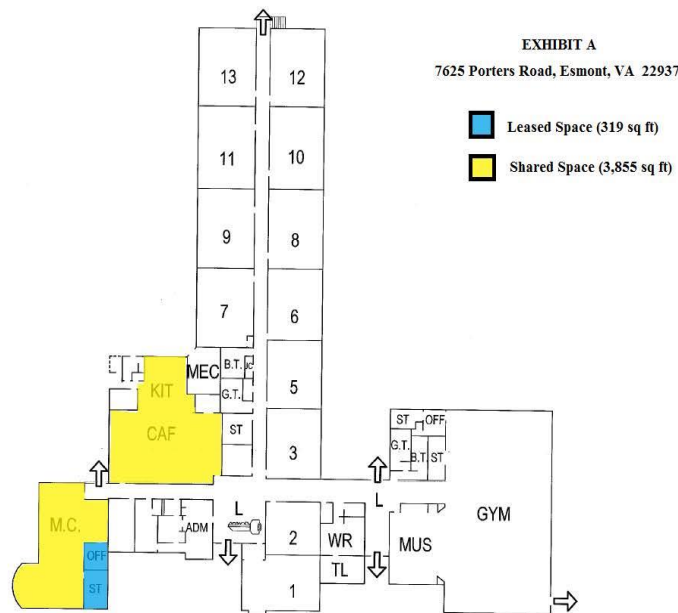 EXHIBIT A
7625 Porters Road, Esmont, VA 22937
Leased Space (319 sq ft)
Shared Space (3,855 sq ft)
13
12
11
10
9
8
7
6
MEC
B.T.
G.T.
5
KIT
CAF
ST
3
ST
OFF
G.T.
B.T.
ST
GYM
M.C.
ADM
L
2
WR
L
MUS
OFF
ST
1
TL